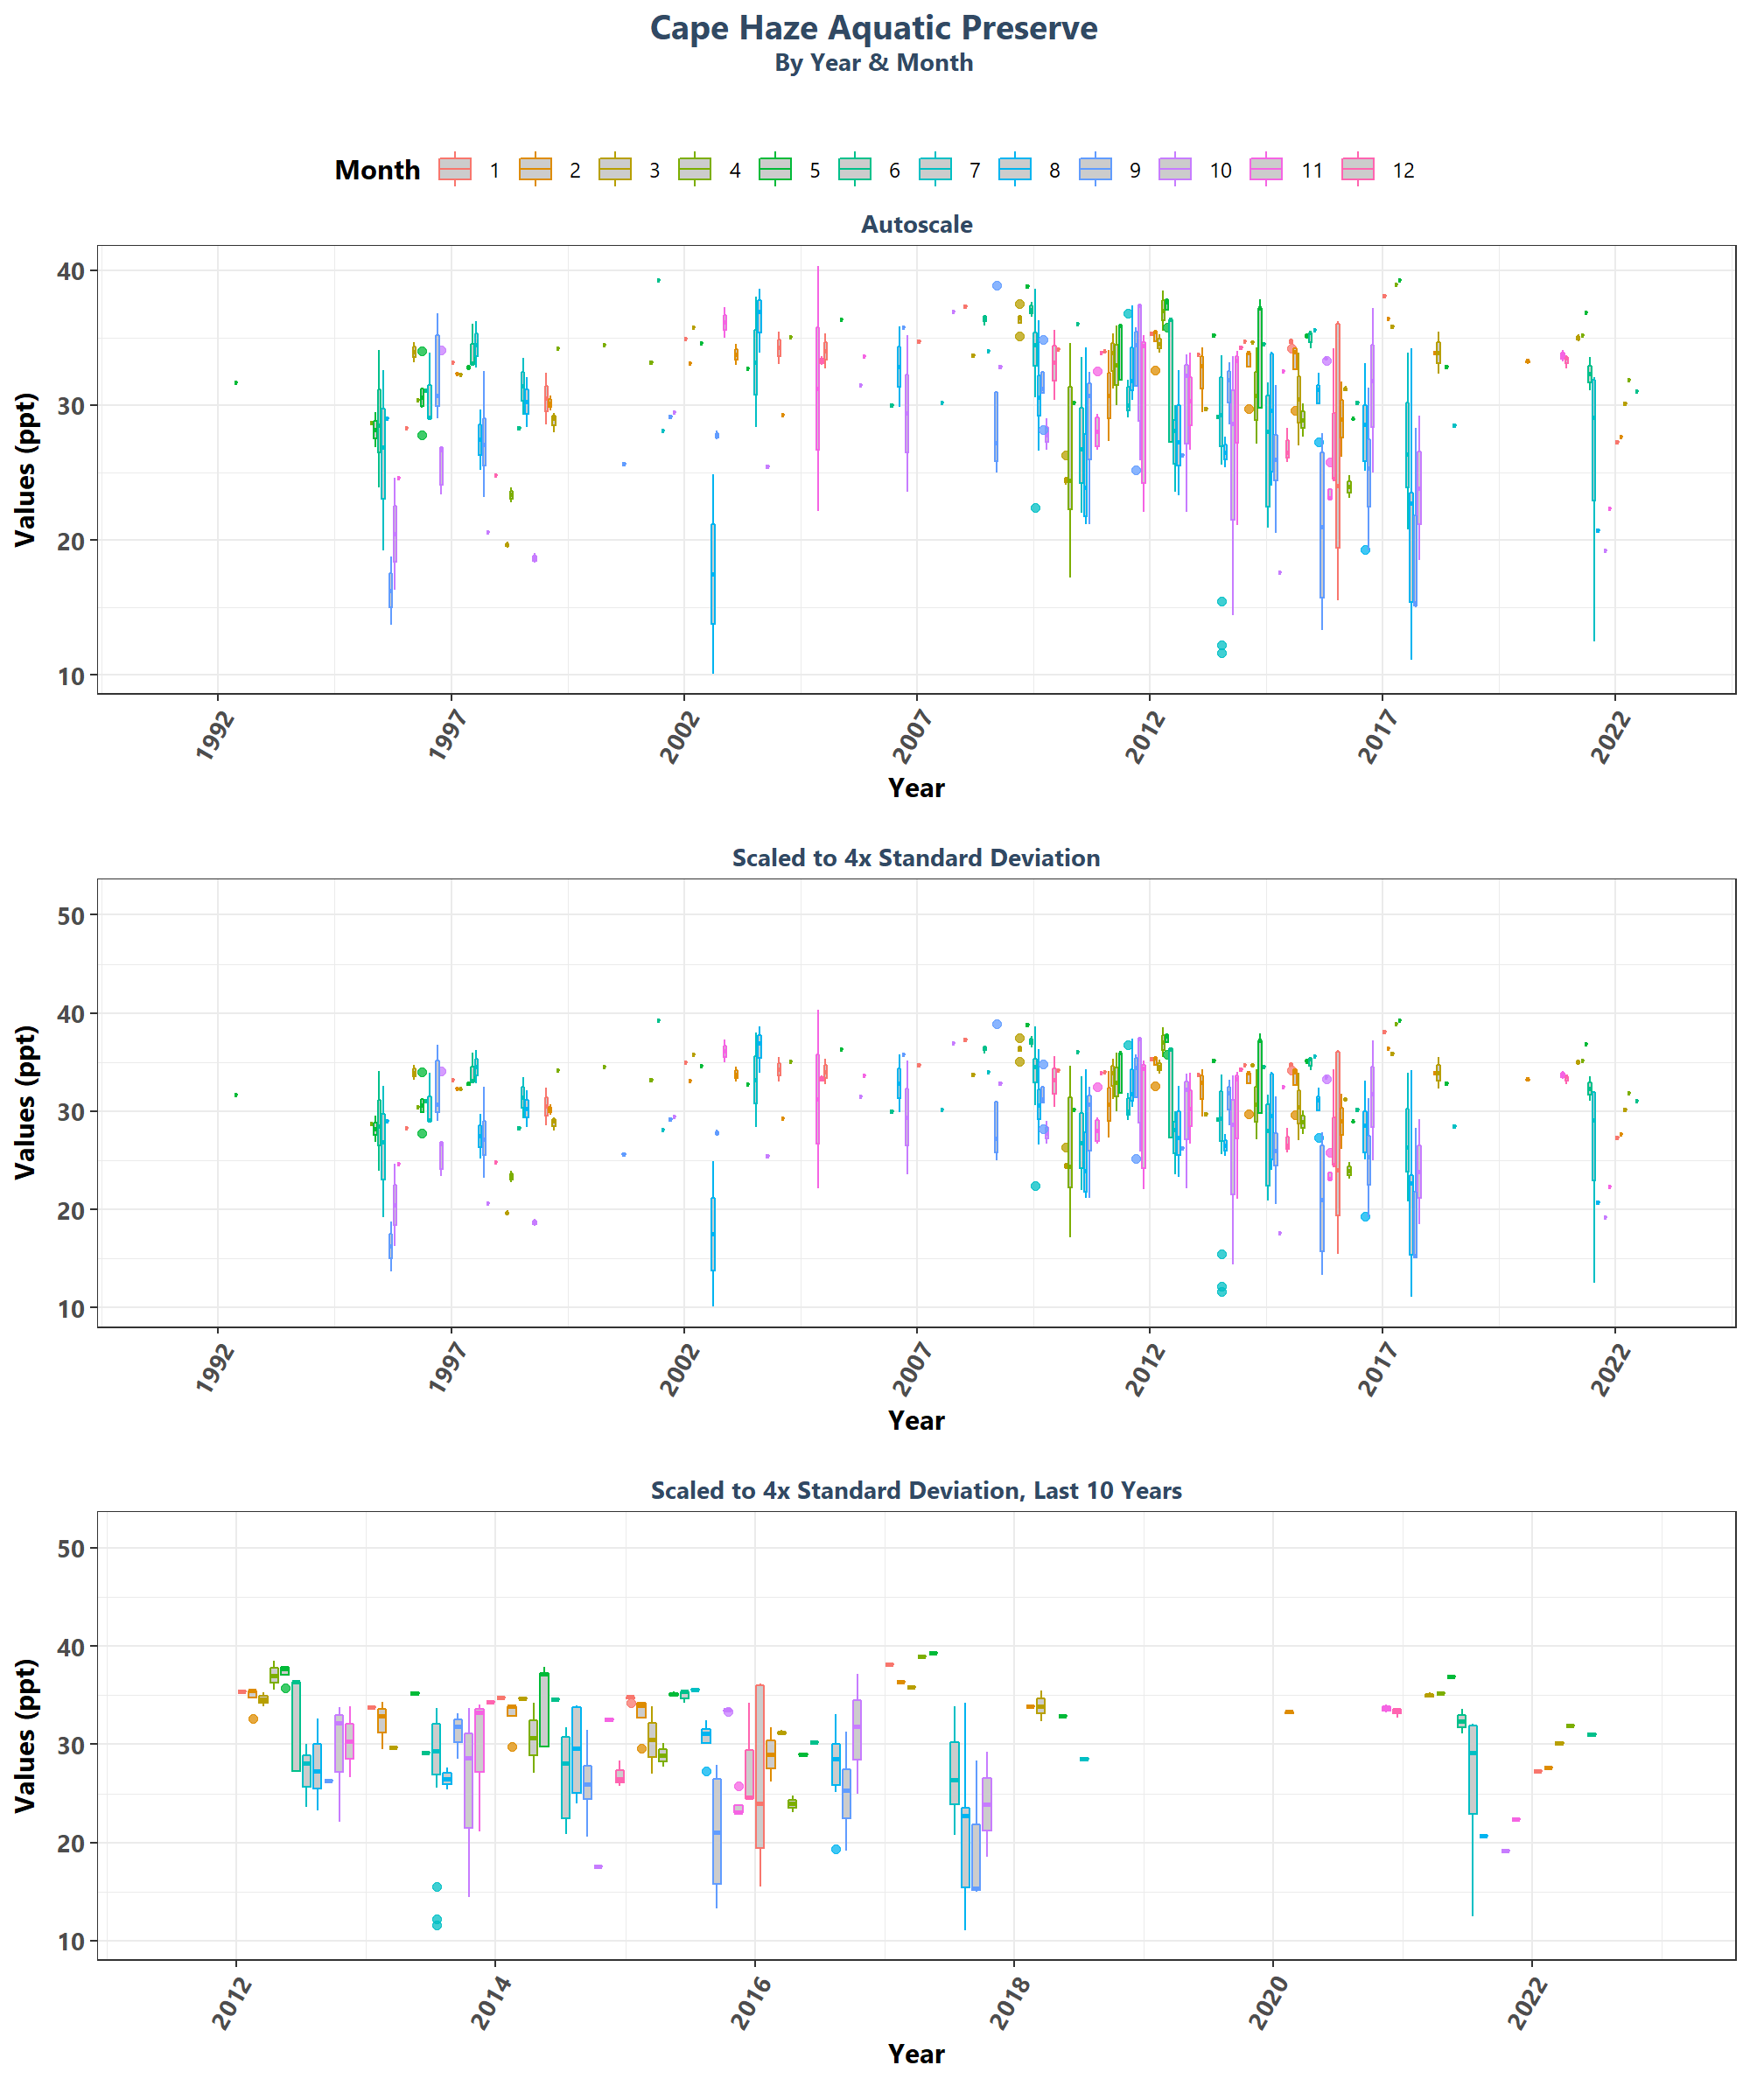 Cape Haze Aquatic Preserve
By Year & Month
Month 1 2 3 4 5 6 7 8 9 10 11 12
Autoscale
Values (ppt)
40
30
20
10
1992 1997 2002 2007 2012 2017 2022
Year
Scaled to 4x Standard Deviation
Values (ppt)
50
40
30
20
10
1992 1997 2002 2007 2012 2017 2022
Year
Scaled to 4x Standard Deviation, Last 10 Years
Values (ppt)
50
40
30
20
10
2012 2014 2016 2018 2020 2022
Year